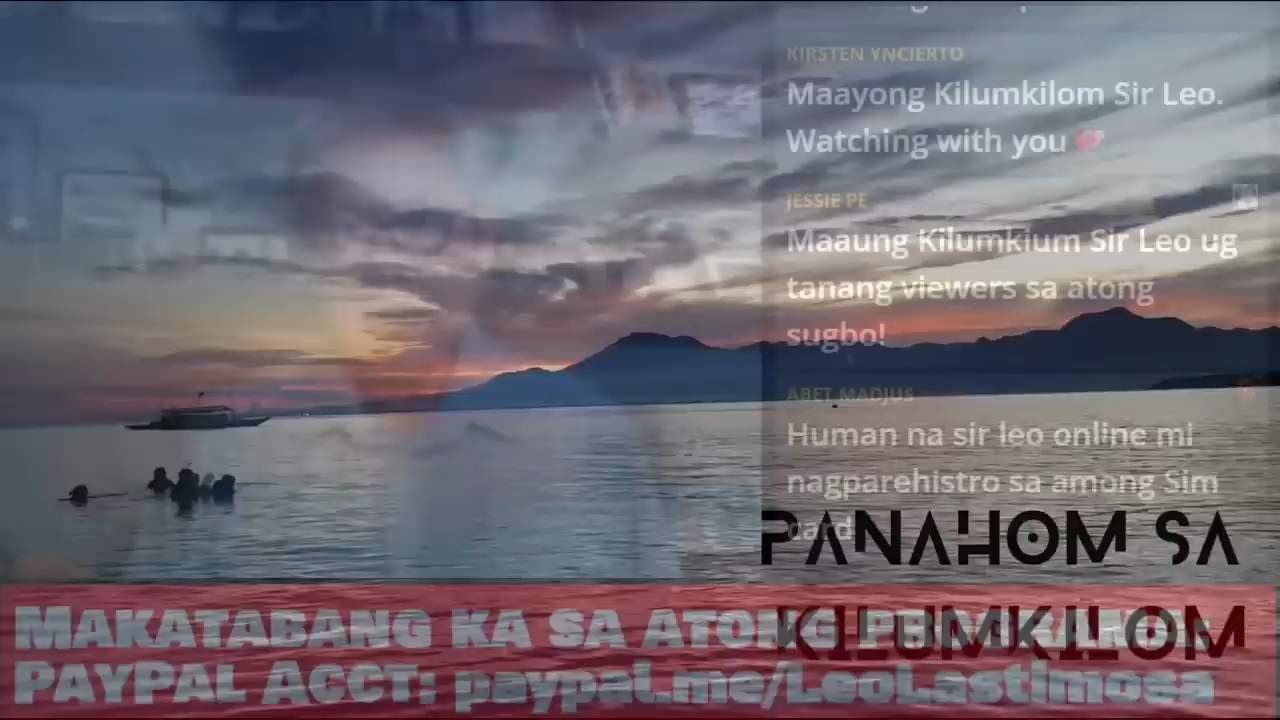 KIRSTEN YNCIERTO
Maayong Kilumkilom Sir Leo.
Watching with you
JESSIE PE
Maaung Kilumkium Sir Leo ug
tanang viewers sa atong
sugbo!
ABET MADJUS
Human na sir leo online mi
nagparehistro sa among Sim
card
PANAHOM SA
KILUMKILOM
MAKATABANG KA SA ATONG PROGRAMA:
PAYPAL ACCT: paypal.me/LeoLastimosa